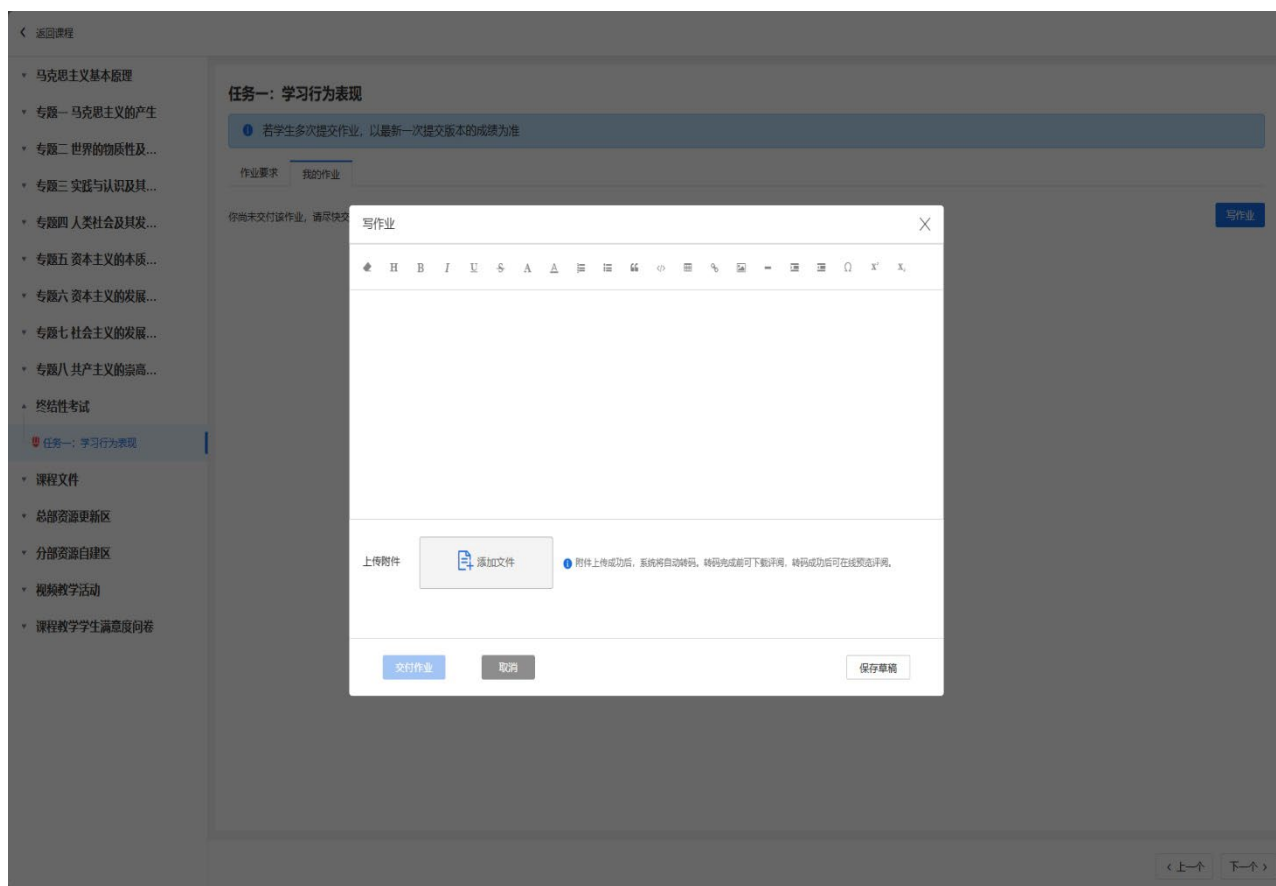 返回课程
马克思主义基本原理
专题一 马克思主义的产生
专题二 世界的物质性及...
专题三 实践与认识及其...
专题四 人类社会及其发...
专题五 资本主义的本质...
专题六 资本主义的发展...
专题七 社会主义的发展...
专题八 共产主义的崇高...
终结性考试
任务一：学习行为表现
课程文件
总部资源更新区
分部资源自建区
视频教学活动
课程教学学生满意度问卷
任务一：学习行为表现
若学生多次提交作业，以最新一次提交版本的成绩为准
作业要求 我的作业
你尚未交付该作业，请尽快交
写作业
写作业
H B I U S A A
上传附件 添加文件 附件上传成功后，系统将自动转码。转码完成前可下载评阅，转码成功后可在线预览评阅。
交付作业 取消 保存草稿
上一个 下一个